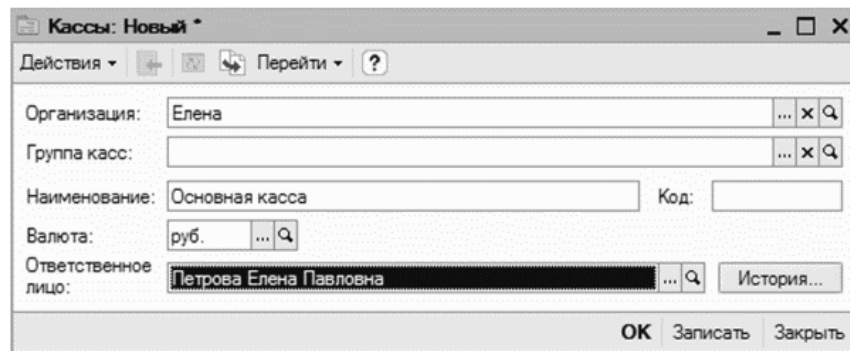 Кассы: Новый *
Действия Перейти ?
Организация: Елена ...
Группа касс: ...
Наименование: Основная касса Код:
Валюта: руб. ...
Ответственное
лицо: Петрова Елена Павловна ... История...
OK Записать Закрыть